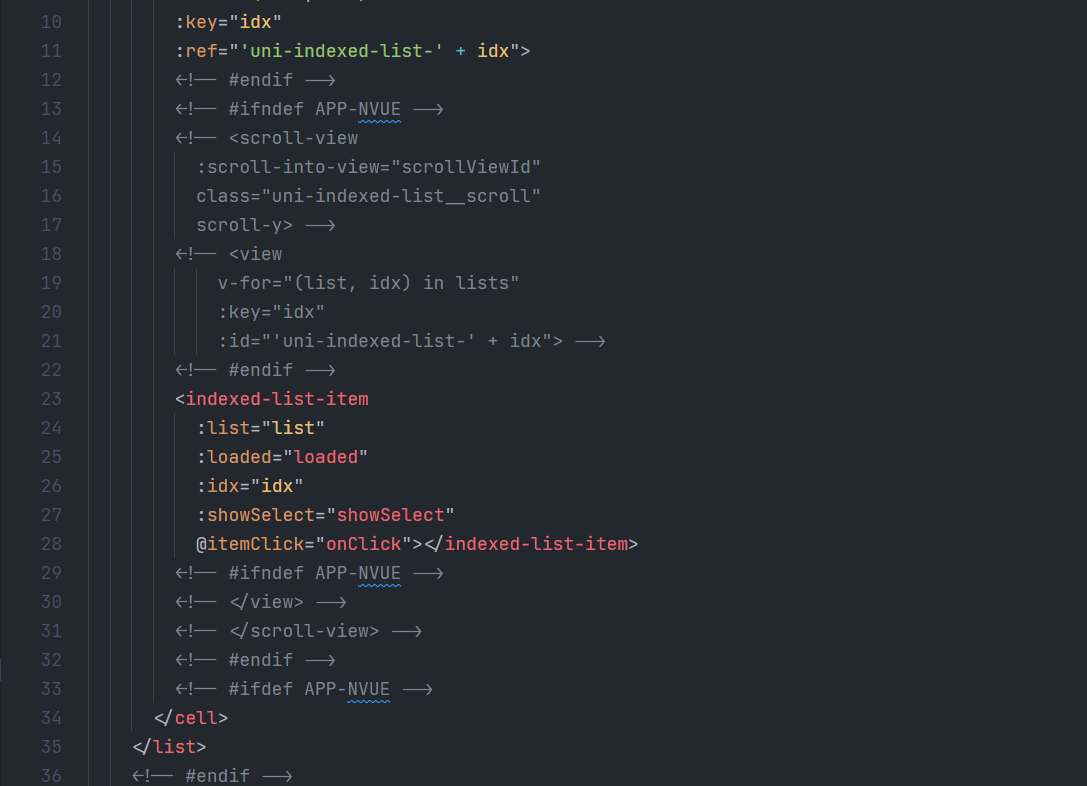 10 :key="idx"
11 :ref="'uni-indexed-list-' + idx">
12 <!-- #endif -->
13 <!-- #ifndef APP-NVUE -->
14 <!-- <scroll-view
15 :scroll-into-view="scrollViewId"
16 class="uni-indexed-list__scroll"
17 scroll-y> -->
18 <!-- <view
19 v-for="(list, idx) in lists"
20 :key="idx"
21 :id="'uni-indexed-list-' + idx"> -->
22 <!-- #endif -->
23 <indexed-list-item
24 :list="list"
25 :loaded="loaded"
26 :idx="idx"
27 :showSelect="showSelect"
28 @itemClick="onClick"></indexed-list-item>
29 <!-- #ifndef APP-NVUE -->
30 <!-- </view> -->
31 <!-- </scroll-view> -->
32 <!-- #endif -->
33 <!-- #ifdef APP-NVUE -->
34 </cell>
35 </list>
36 <!-- #endif -->